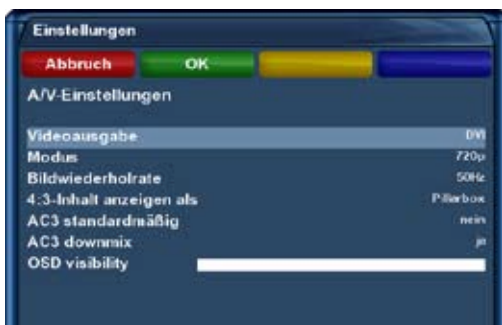 Einstellungen
Abbruch OK
A/V-Einstellungen
Videoausgabe DVI
Modus 720p
Bildwiederholrate 50Hz
4:3-Inhalt anzeigen als Pillarbox
AC3 standardmäßig nein
AC3 downmix ja
OSD visibility